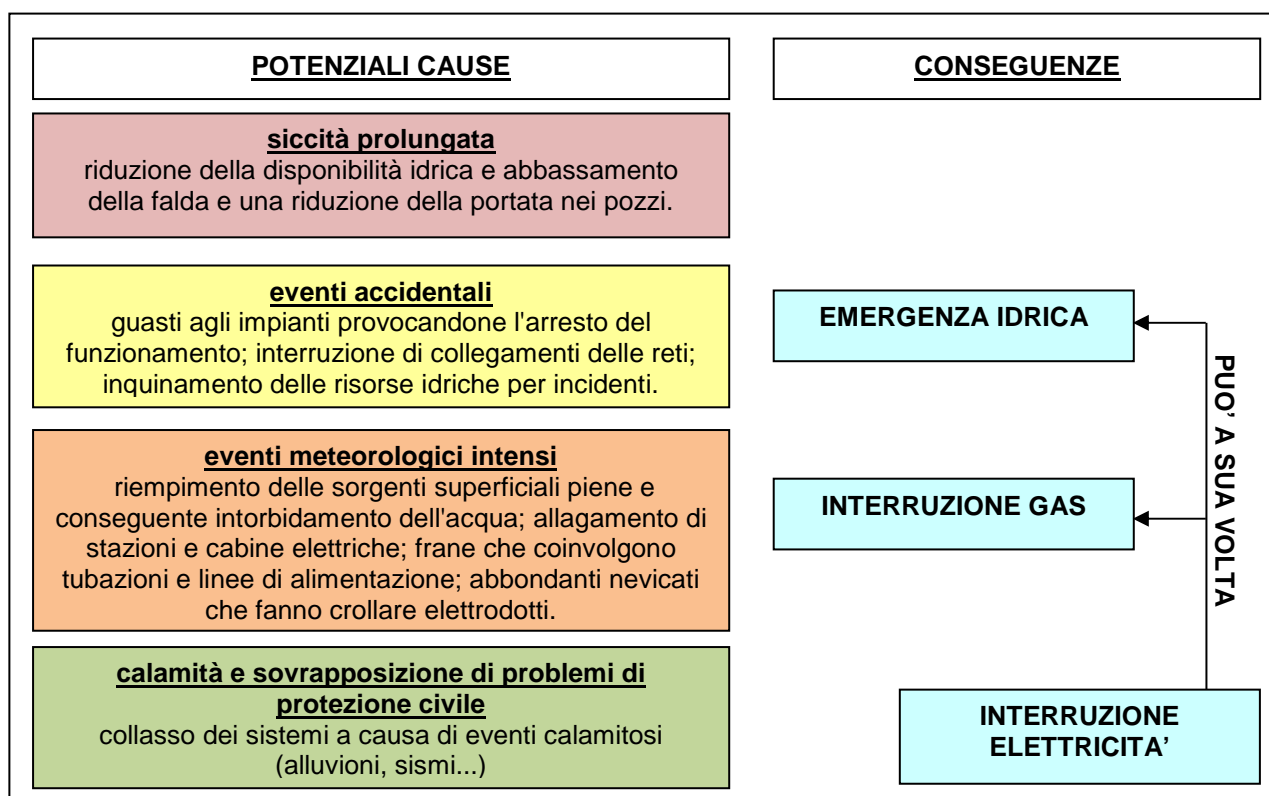 POTENZIALI CAUSE
CONSEGUENZE
siccità prolungata
riduzione della disponibilità idrica e abbassamento
della falda e una riduzione della portata nei pozzi.
eventi accidentali
guasti agli impianti provocandone l'arresto del
funzionamento; interruzione di collegamenti delle reti;
inquinamento delle risorse idriche per incidenti.
EMERGENZA IDRICA
eventi meteorologici intensi
riempimento delle sorgenti superficiali piene e
conseguente intorbidamento dell'acqua; allagamento di
stazioni e cabine elettriche; frane che coinvolgono
tubazioni e linee di alimentazione; abbondanti nevicati
che fanno crollare elettrodotti.
INTERRUZIONE GAS
PUO' A SUA VOLTA
calamità e sovrapposizione di problemi di
protezione civile
collasso dei sistemi a causa di eventi calamitosi
(alluvioni, sismi...)
INTERRUZIONE
ELETTRICITA'